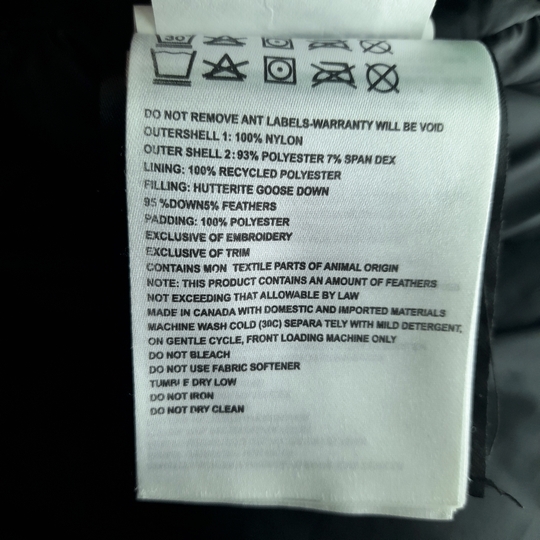 30
DO NOT REMOVE ANT LABELS-WARRANTY WILL BE VOID
OUTERSHELL 1: 100% NYLON
OUTER SHELL 2: 93% POLYESTER 7% SPAN DEX
LINING: 100% RECYCLED POLYESTER
FILLING: HUTTERITE GOOSE DOWN
95 %DOWN5% FEATHERS
PADDING: 100% POLYESTER
EXCLUSIVE OF EMBROIDERY
EXCLUSIVE OF TRIM
CONTAINS MON TEXTILE PARTS OF ANIMAL ORIGIN
NOTE: THIS PRODUCT CONTAINS AN AMOUNT OF FEATHERS
NOT EXCEEDING THAT ALLOWABLE BY LAW
MADE IN CANADA WITH DOMESTIC AND IMPORTED MATERIALS
MACHINE WASH COLD (30C) SEPARA TELY WITH MILD DETERGENT,
ON GENTLE CYCLE, FRONT LOADING MACHINE ONLY
DO NOT BLEACH
DO NOT USE FABRIC SOFTENER
TUMBLE DRY LOW
DO NOT IRON
DO NOT DRY CLEAN